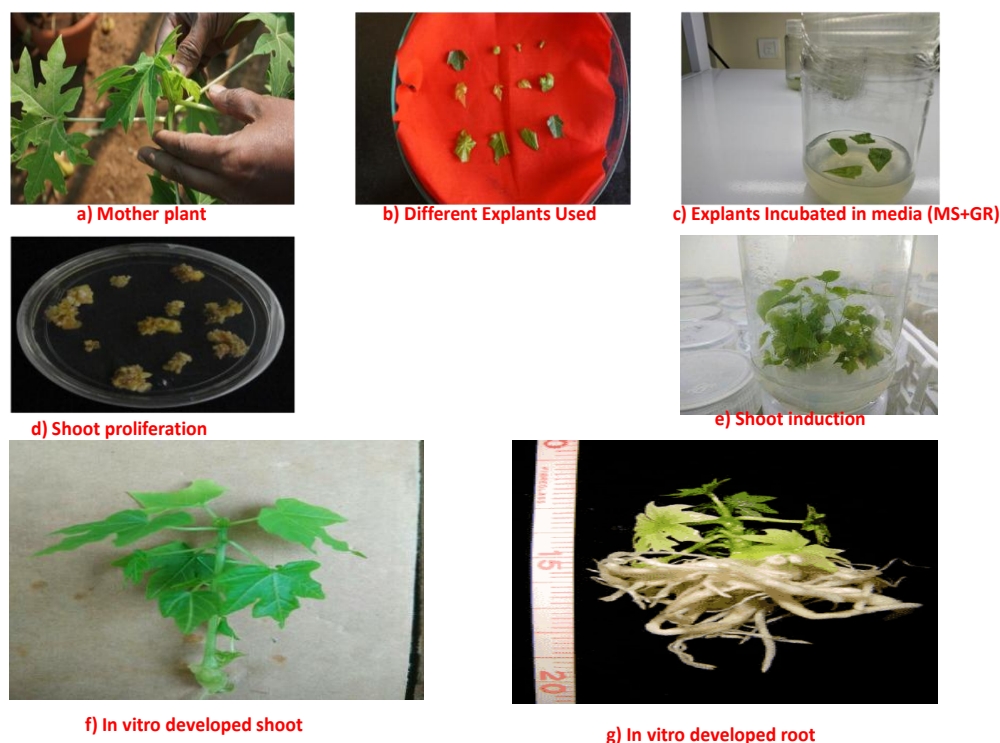 a) Mother plant
b) Different Explants Used
c) Explants Incubated in media (MS+GR)
d) Shoot proliferation
e) Shoot induction
f) In vitro developed shoot
15
20
g) In vitro developed root